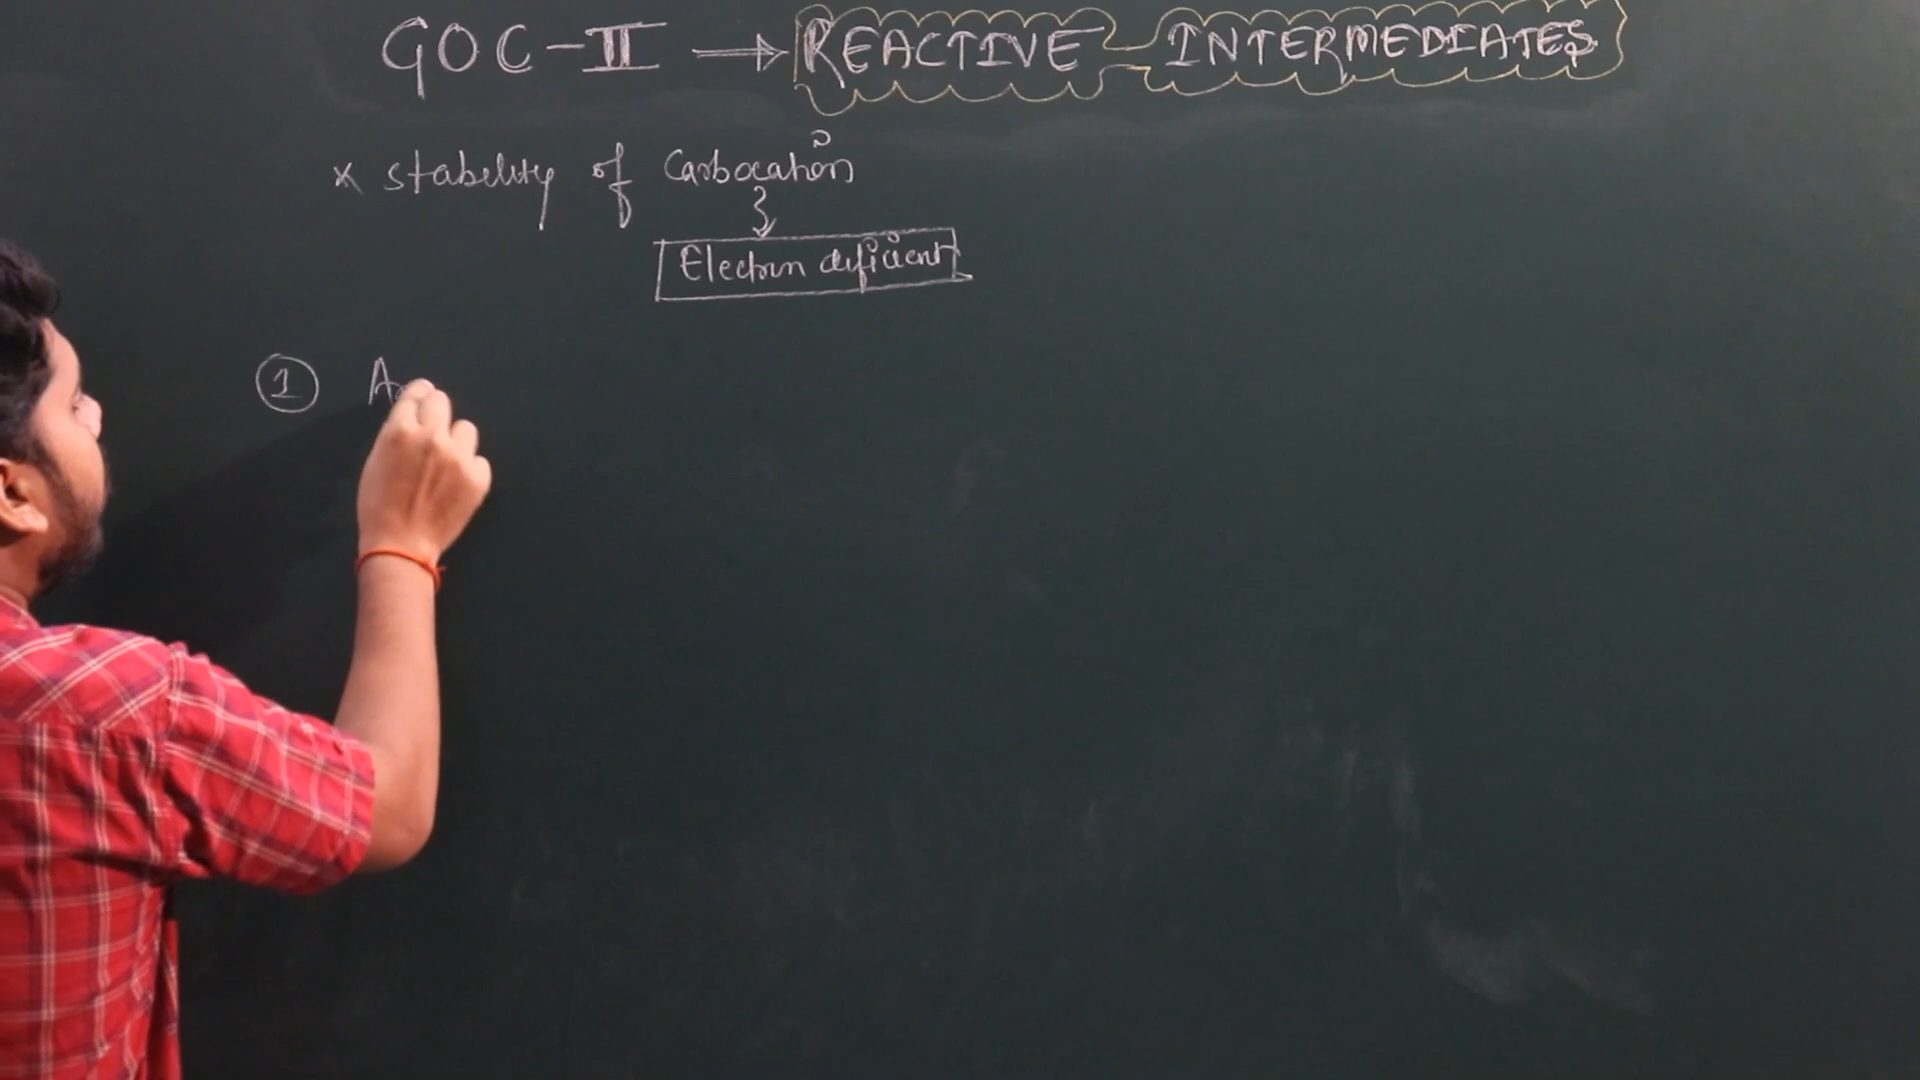 GOC-II → REACTIVE - INTERMEDIATES
* stability of Carbocation
Electron deficient
① A